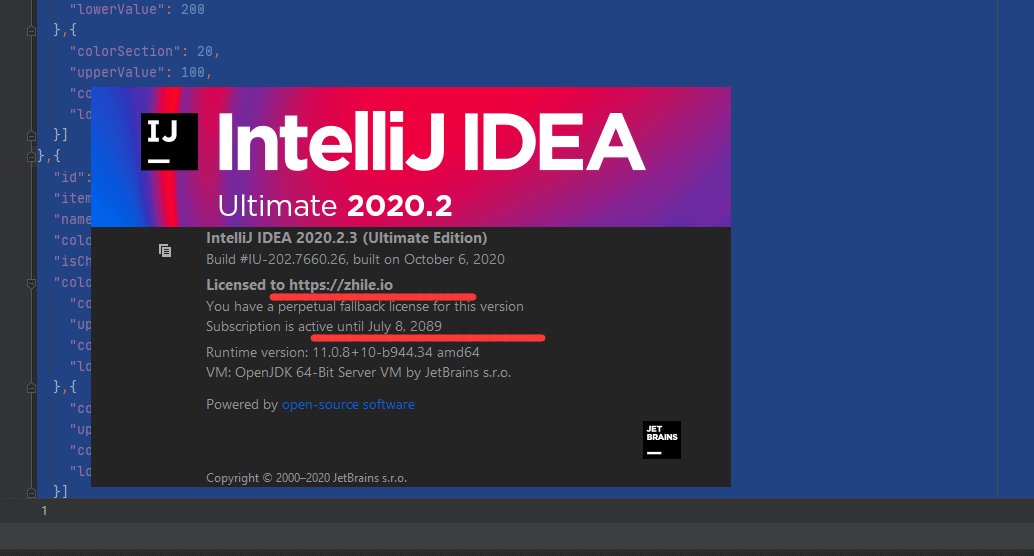 "lowerValue": 200
},{
"colorSection": 20,
"upperValue": 100,
"co
"lo
}]
},{
"id":
"item
"name
"colo
"isCh
"colo
"co
"up
"co
"lo
},{
"co
"up
"co
"lo
}]
1
IJ
IntelliJ IDEA
Ultimate 2020.2
IntelliJ IDEA 2020.2.3 (Ultimate Edition)
Build #IU-202.7660.26, built on October 6, 2020
Licensed to https://zhile.io
You have a perpetual fallback license for this version
Subscription is active until July 8, 2089
Runtime version: 11.0.8+10-b944.34 amd64
VM: OpenJDK 64-Bit Server VM by JetBrains s.r.o.
Powered by open-source software
JET
BRAINS
Copyright © 2000–2020 JetBrains s.r.o.